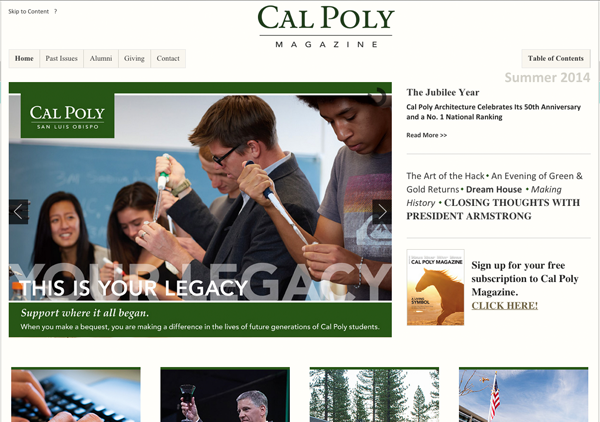 Skip to Content ?
CAL POLY
MAGAZINE
Home Past Issues Alumni Giving Contact
Table of Contents
Summer 2014
CAL POLY
SAN LUIS OBISPO
YOUR LEGACY
THIS IS YOUR LEGACY
Support where it all began.
When you make a bequest, you are making a difference in the lives of future generations of Cal Poly students.
The Jubilee Year
Cal Poly Architecture Celebrates Its 50th Anniversary
and a No. 1 National Ranking
Read More >>
The Art of the Hack • An Evening of Green &
Gold Returns • Dream House • Making
History • CLOSING THOUGHTS WITH
PRESIDENT ARMSTRONG
CAL POLY MAGAZINE
A LIVING
SYMBOL
Sign up for your free
subscription to Cal Poly
Magazine.
CLICK HERE!